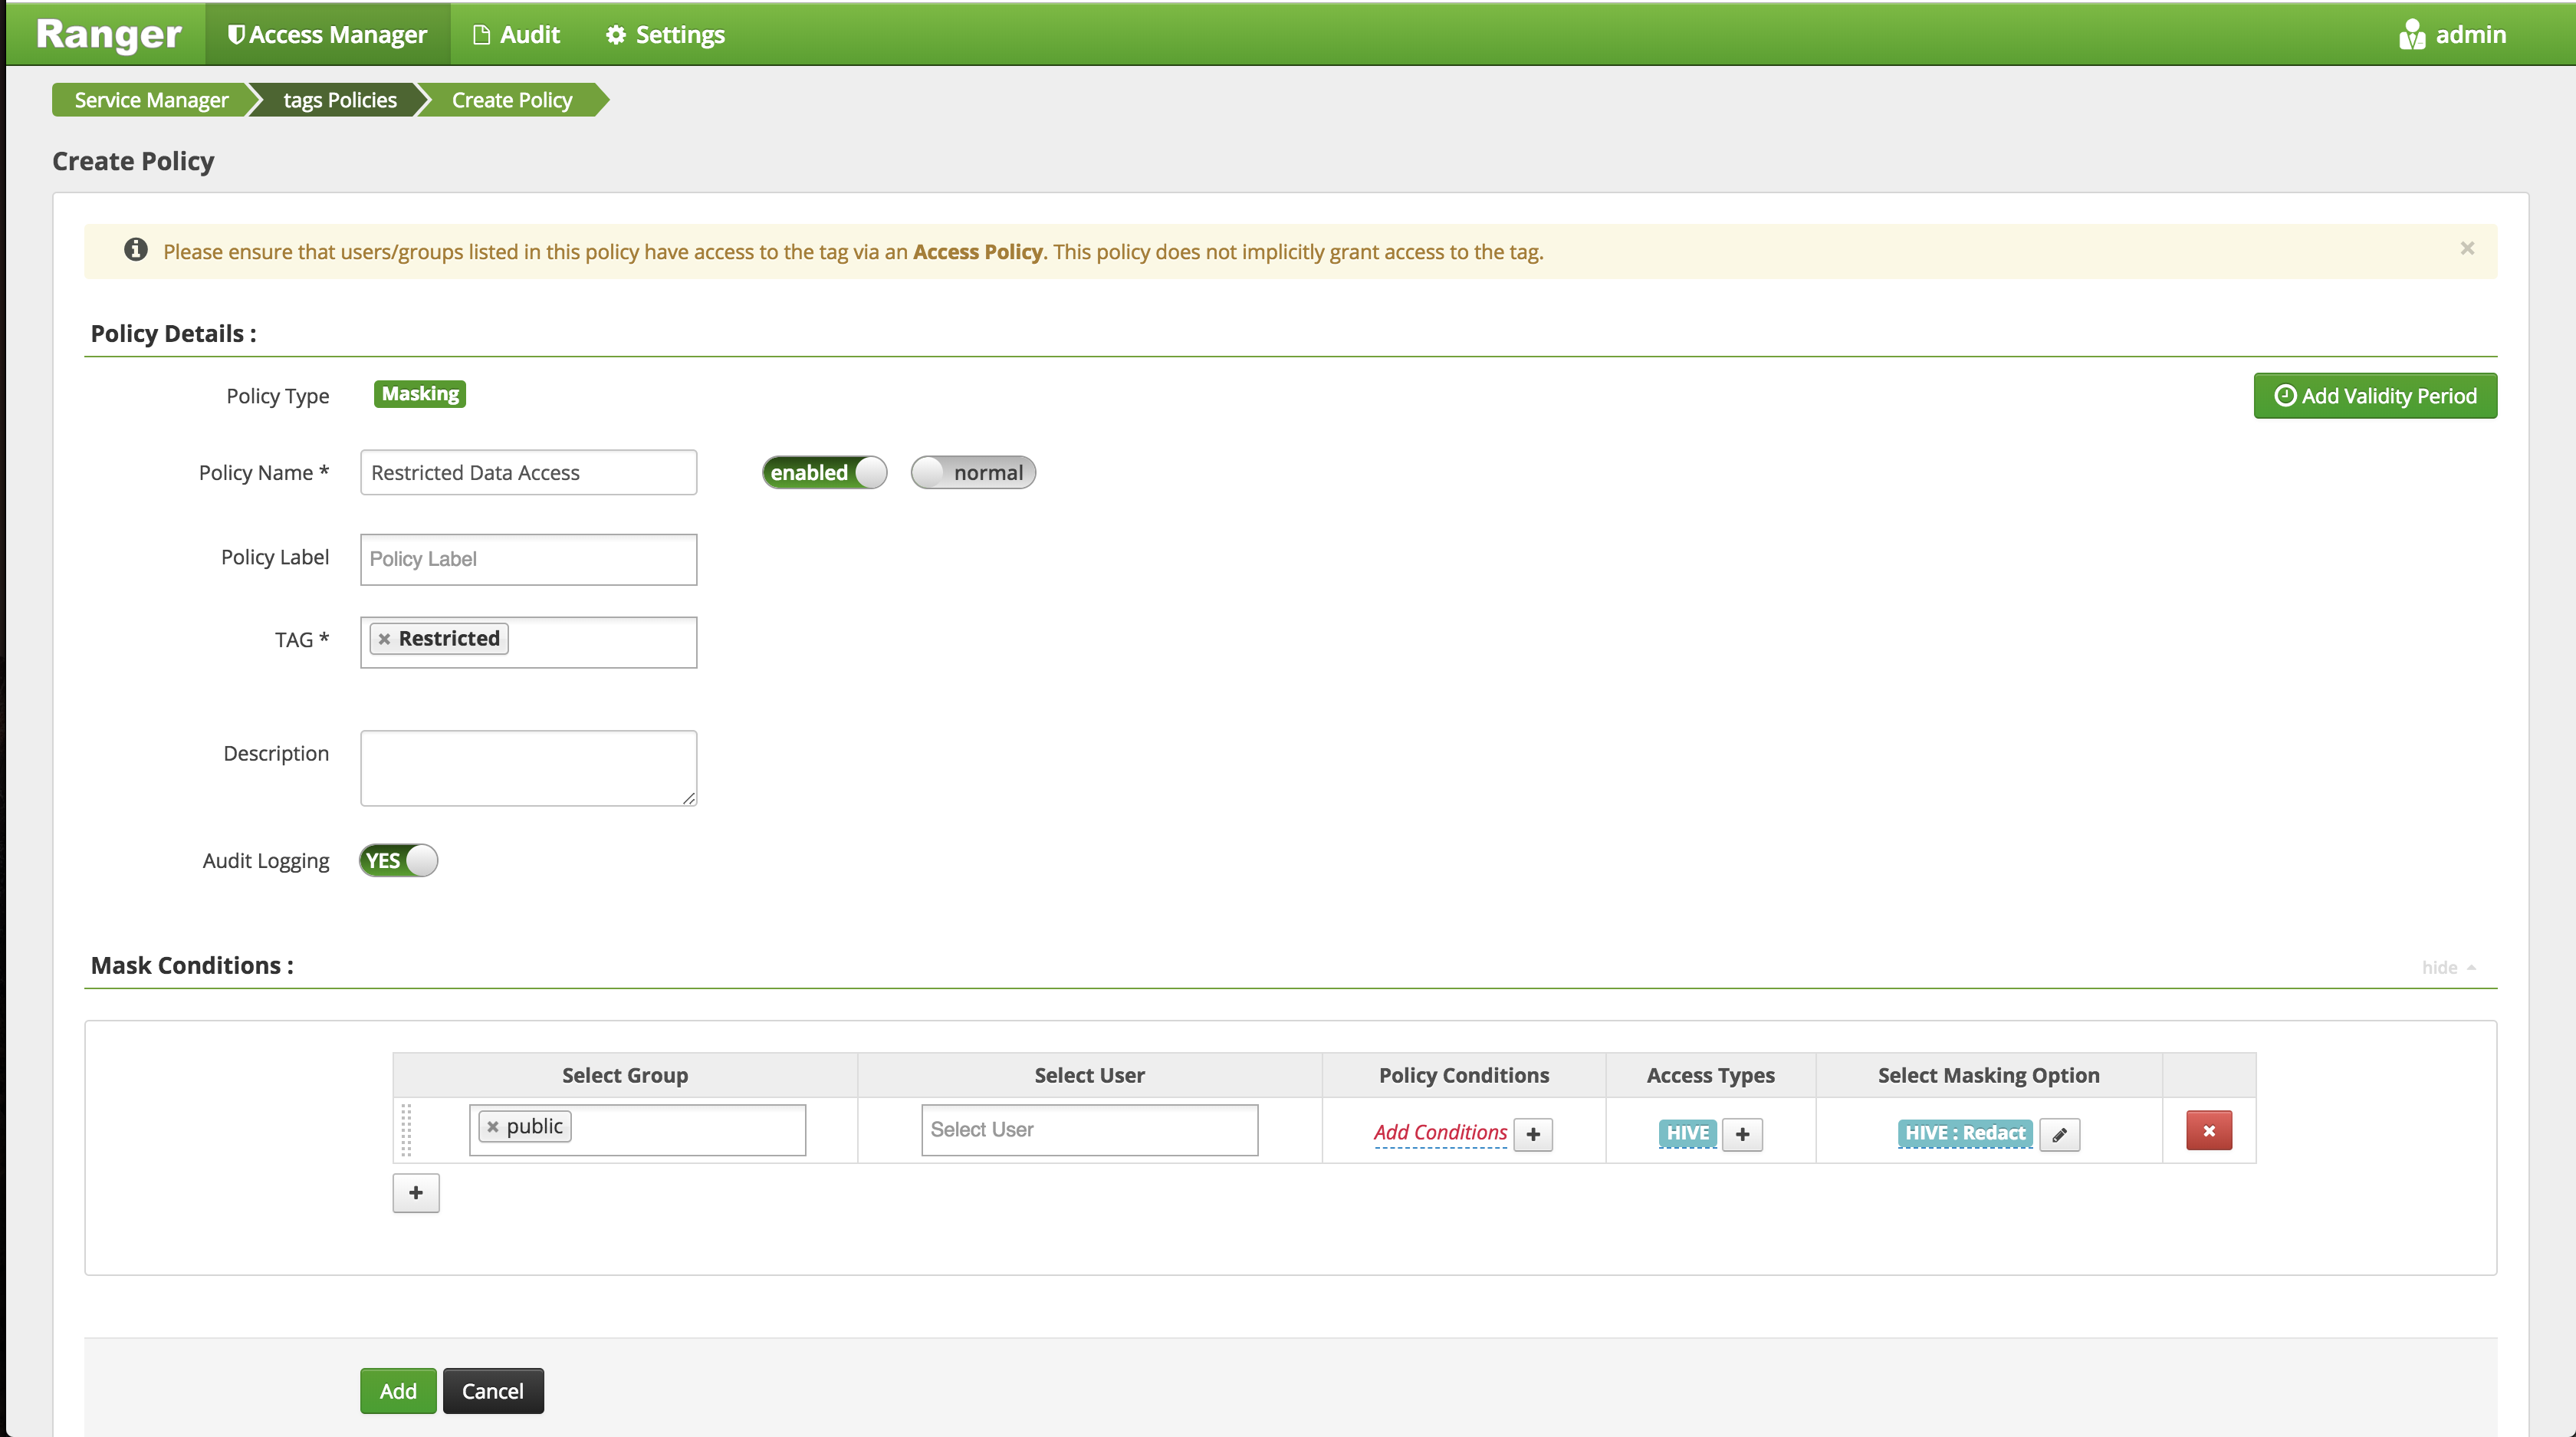 Ranger Access Manager Audit Settings admin
Service Manager tags Policies Create Policy
Create Policy
Please ensure that users/groups listed in this policy have access to the tag via an Access Policy. This policy does not implicitly grant access to the tag. ×
Policy Details :
Policy Type Masking Add Validity Period
Policy Name * Restricted Data Access enabled normal
Policy Label Policy Label
TAG * × Restricted
Description
Audit Logging YES
Mask Conditions : hide
Select Group Select User Policy Conditions Access Types Select Masking Option
× public Select User Add Conditions + HIVE + HIVE : Redact ×
+
Add Cancel